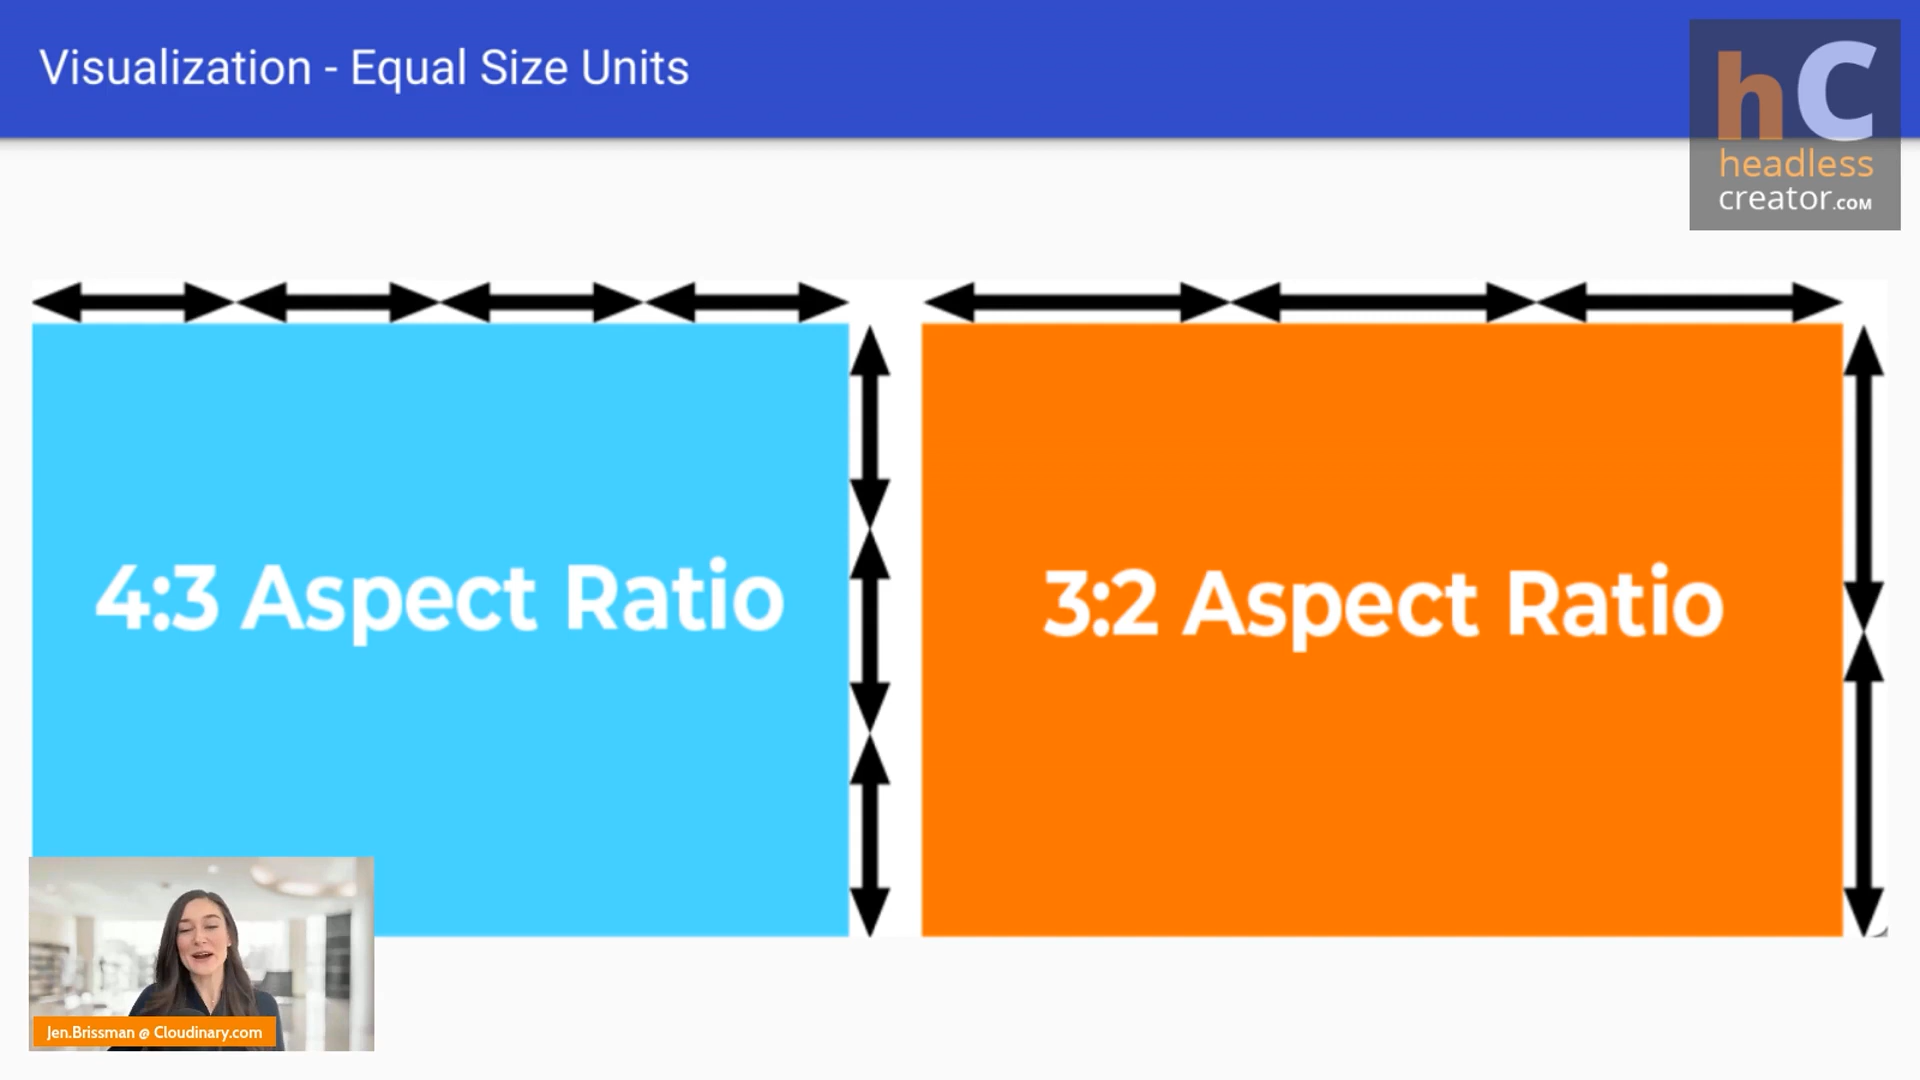 Visualization - Equal Size Units
hC
headless
creator.COM
4:3 Aspect Ratio
3:2 Aspect Ratio
Jen.Brissman @ Cloudinary.com